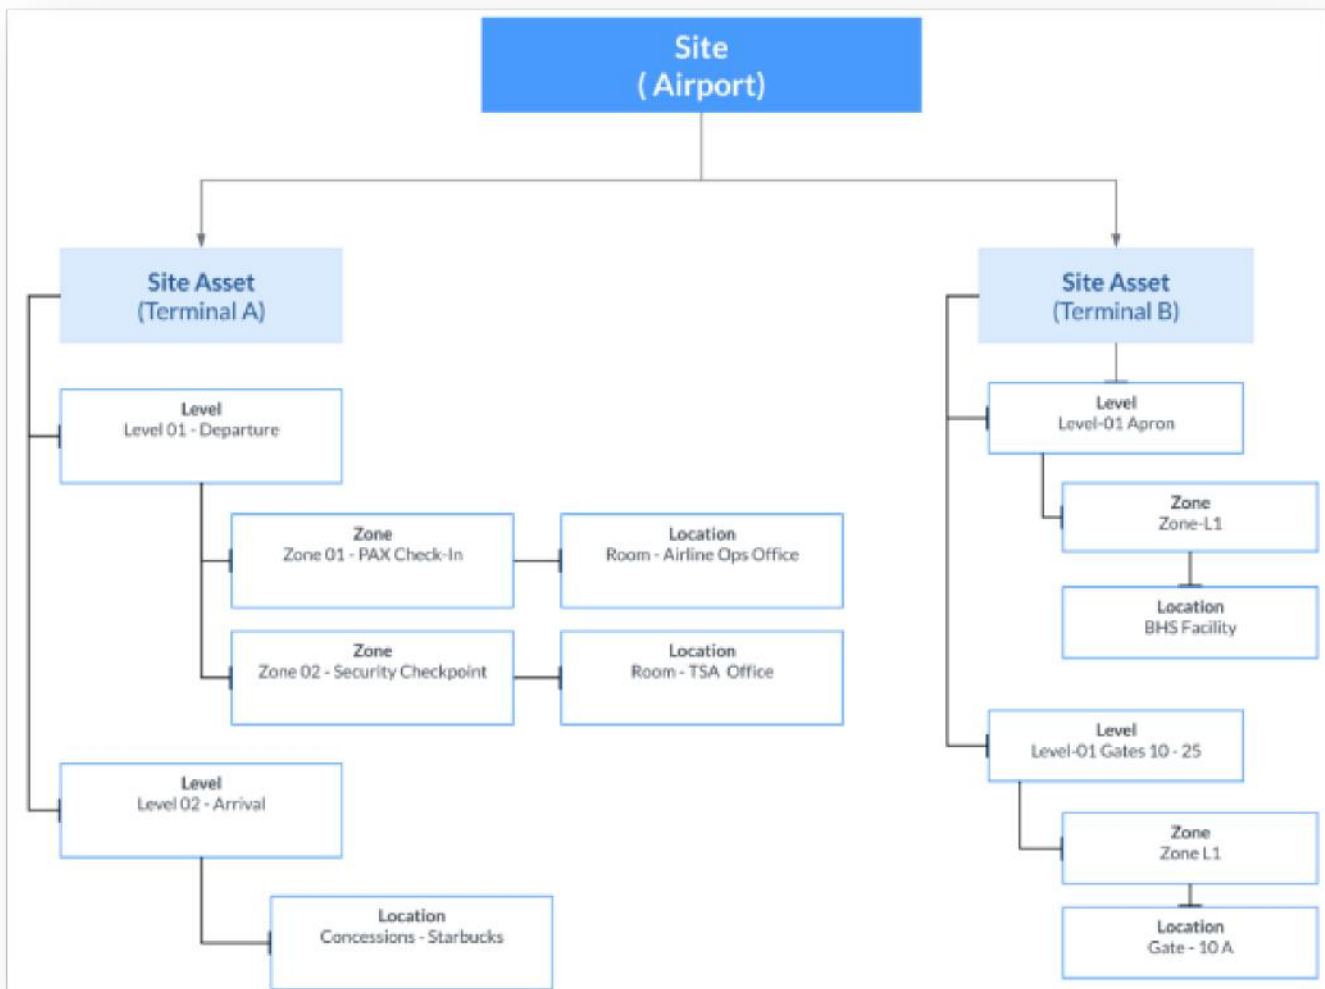 Site
( Airport)
Site Asset
(Terminal A)
Level
Level 01 - Departure
Zone
Zone 01 - PAX Check-In
Location
Room - Airline Ops Office
Zone
Zone 02 - Security Checkpoint
Location
Room - TSA Office
Level
Level 02 - Arrival
Location
Concessions - Starbucks
Site Asset
(Terminal B)
Level
Level-01 Apron
Zone
Zone-L1
Location
BHS Facility
Level
Level-01 Gates 10 - 25
Zone
Zone L1
Location
Gate - 10 A